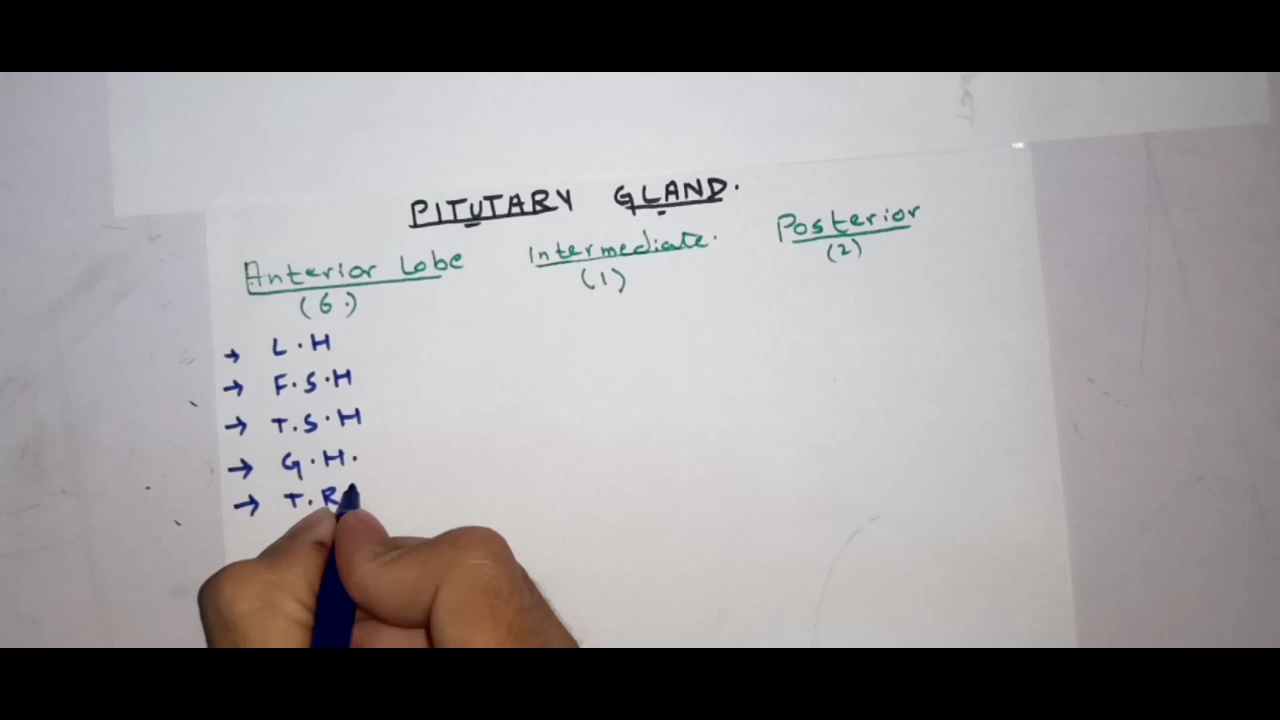 PITUTARY GLAND.
Anterior Lobe
(6.)
Intermediate.
(1)
Posterior
(2)
→ L.H
→ F.S.H
→ T.S.H
→ G.H.
→ T.R